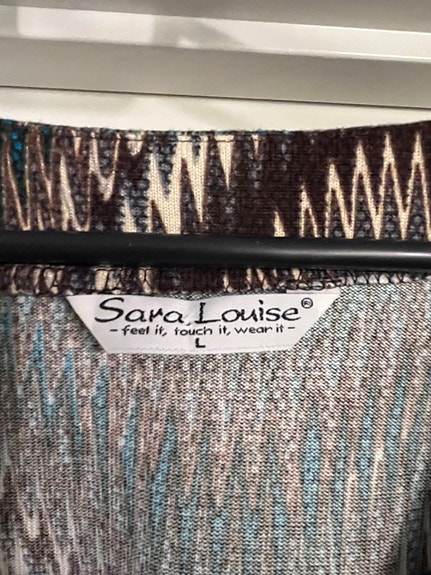 Sara Louise®
- feel it, touch it, wear it -
L